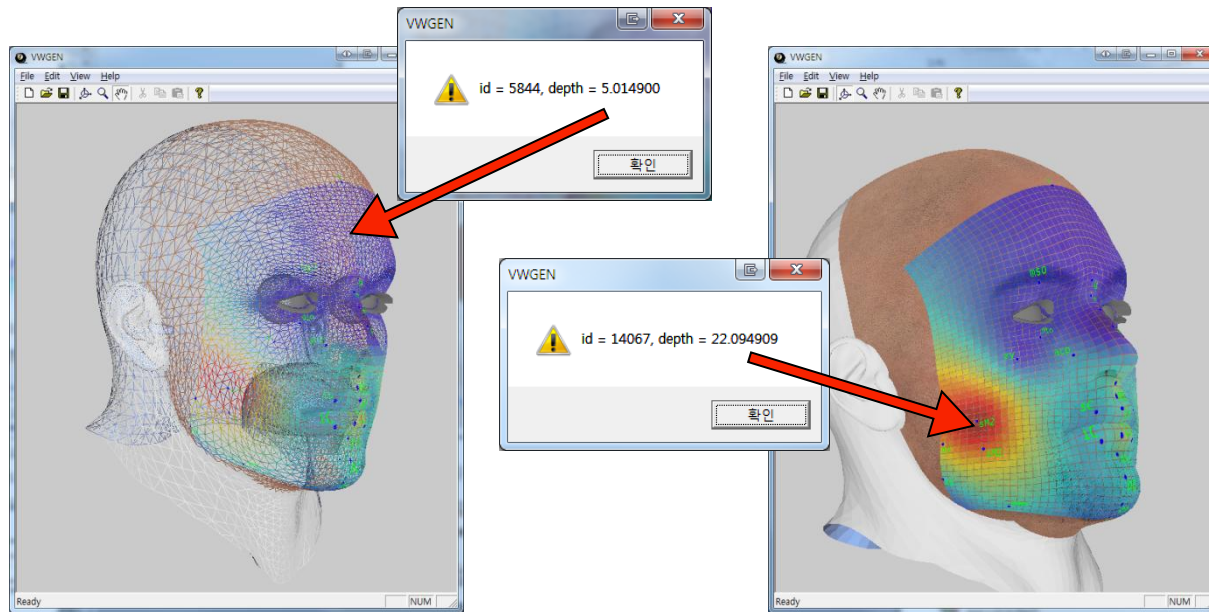 VWGEN
id = 5844, depth = 5.014900
확인
VWGEN
File Edit View Help
Ready
NUM
VWGEN
id = 14067, depth = 22.094909
확인
VWGEN
File Edit View Help
mSO
Ready
NUM